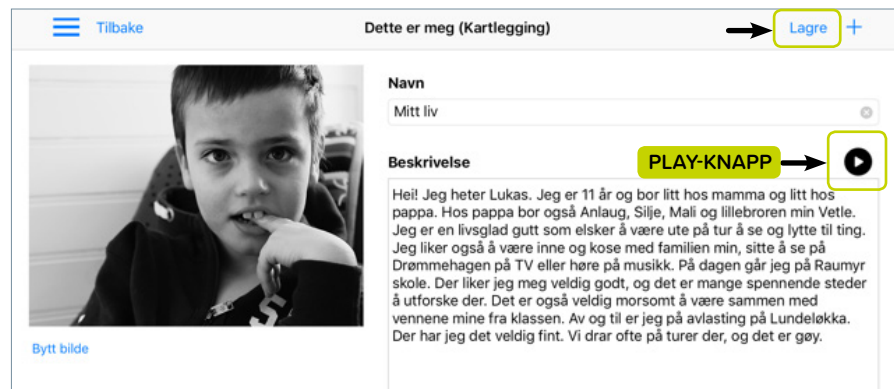 Tilbake
Dette er meg (Kartlegging)
Lagre
Navn
Mitt liv
Beskrivelse
PLAY-KNAPP
Hei! Jeg heter Lukas. Jeg er 11 år og bor litt hos mamma og litt hos
pappa. Hos pappa bor også Anlaug, Silje, Mali og lillebroren min Vetle.
Jeg er en livsglad gutt som elsker å være ute på tur å se og lytte til ting.
Jeg liker også å være inne og kose med familien min, sitte å se på
Drømmehagen på TV eller høre på musikk. På dagen går jeg på Raumyr
skole. Der liker jeg meg veldig godt, og det er mange spennende steder
å utforske der. Det er også veldig morsomt å være sammen med
vennene mine fra klassen. Av og til er jeg på avlasting på Lundeløkka.
Der har jeg det veldig fint. Vi drar ofte på turer der, og det er gøy.
Bytt bilde